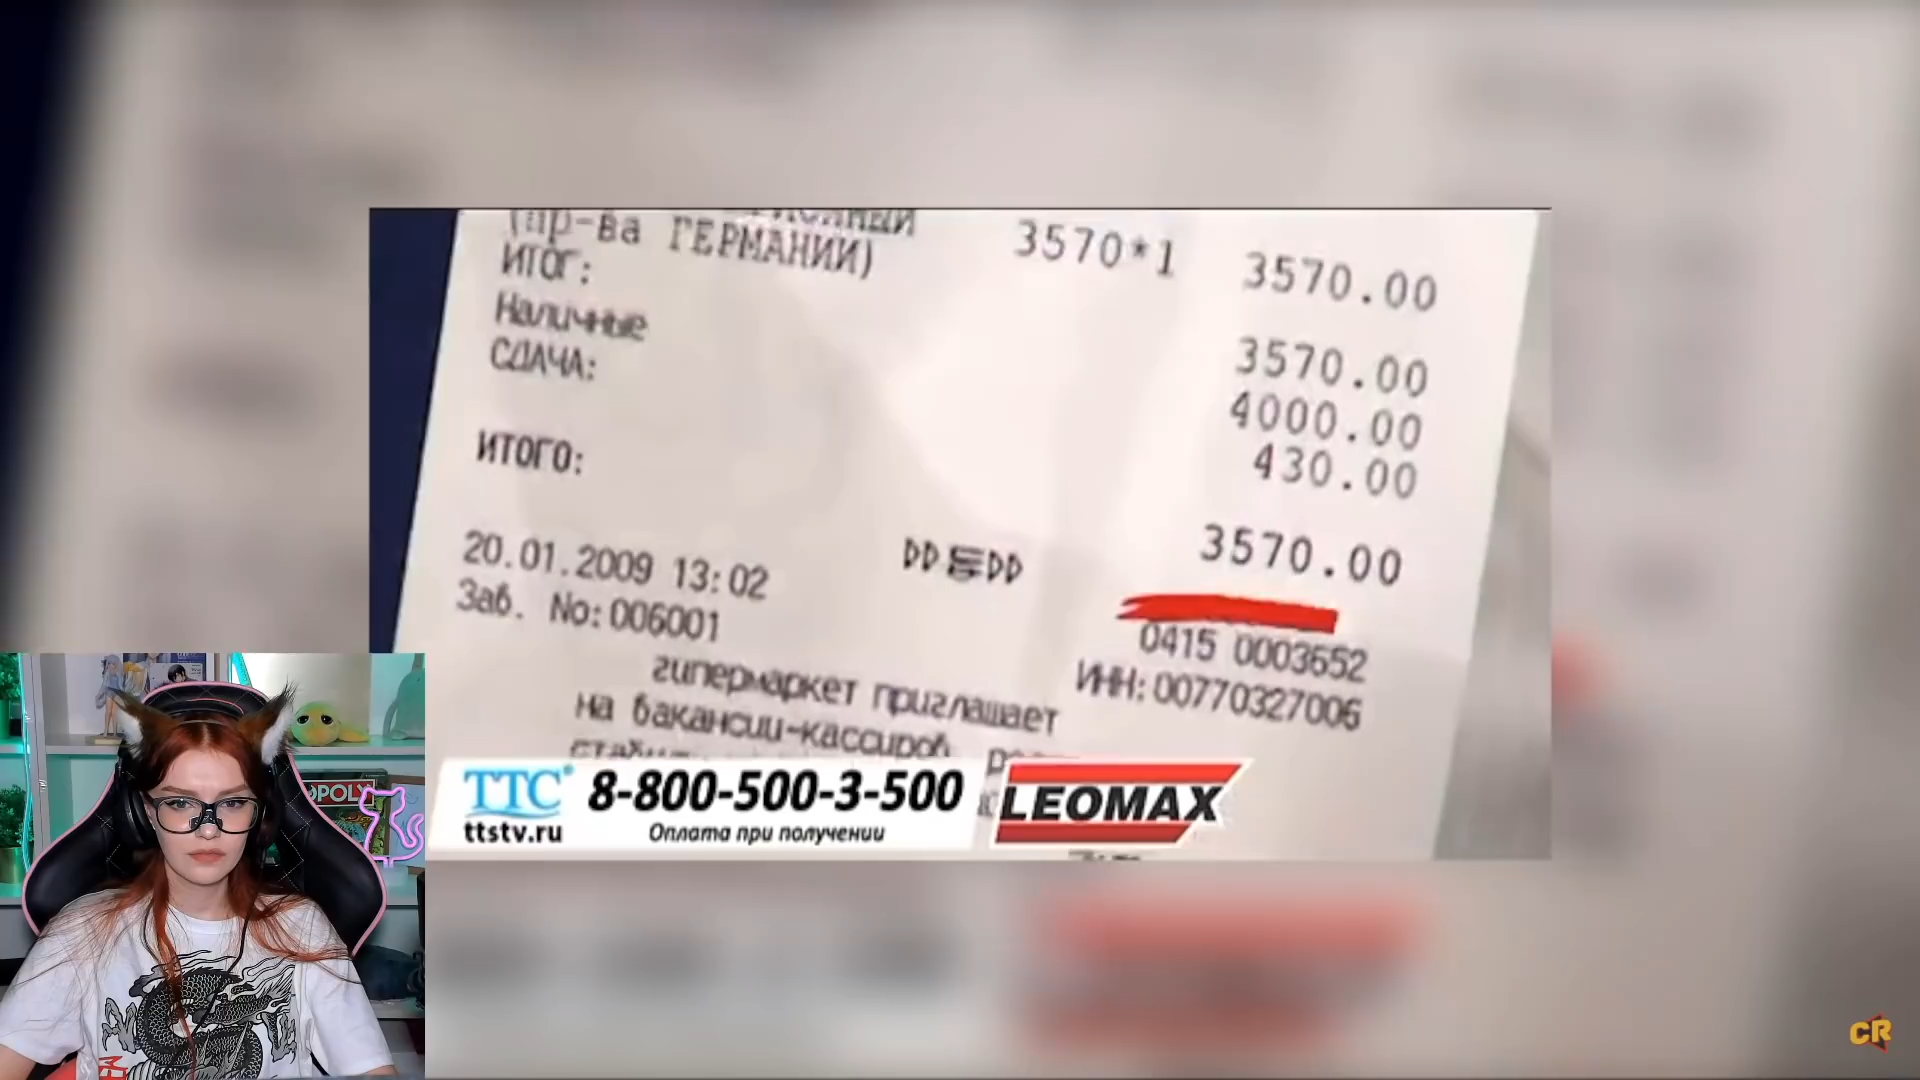 (пр-ва ГЕРМАНИИ) 3570*1 3570.00
ИТОГ: 3570.00
Наличные 4000.00
СДАЧА: 430.00
ИТОГО: 3570.00
20.01.2009 13:02
0415 0003652
Зав. No:006001
ИНН:00770327006
гипермаркет приглашает
на вакансии-кассиров,
ТТС 8-800-500-3-500
ttstv.ru Оплата при получении
LEOMAX
OPOLY
CR